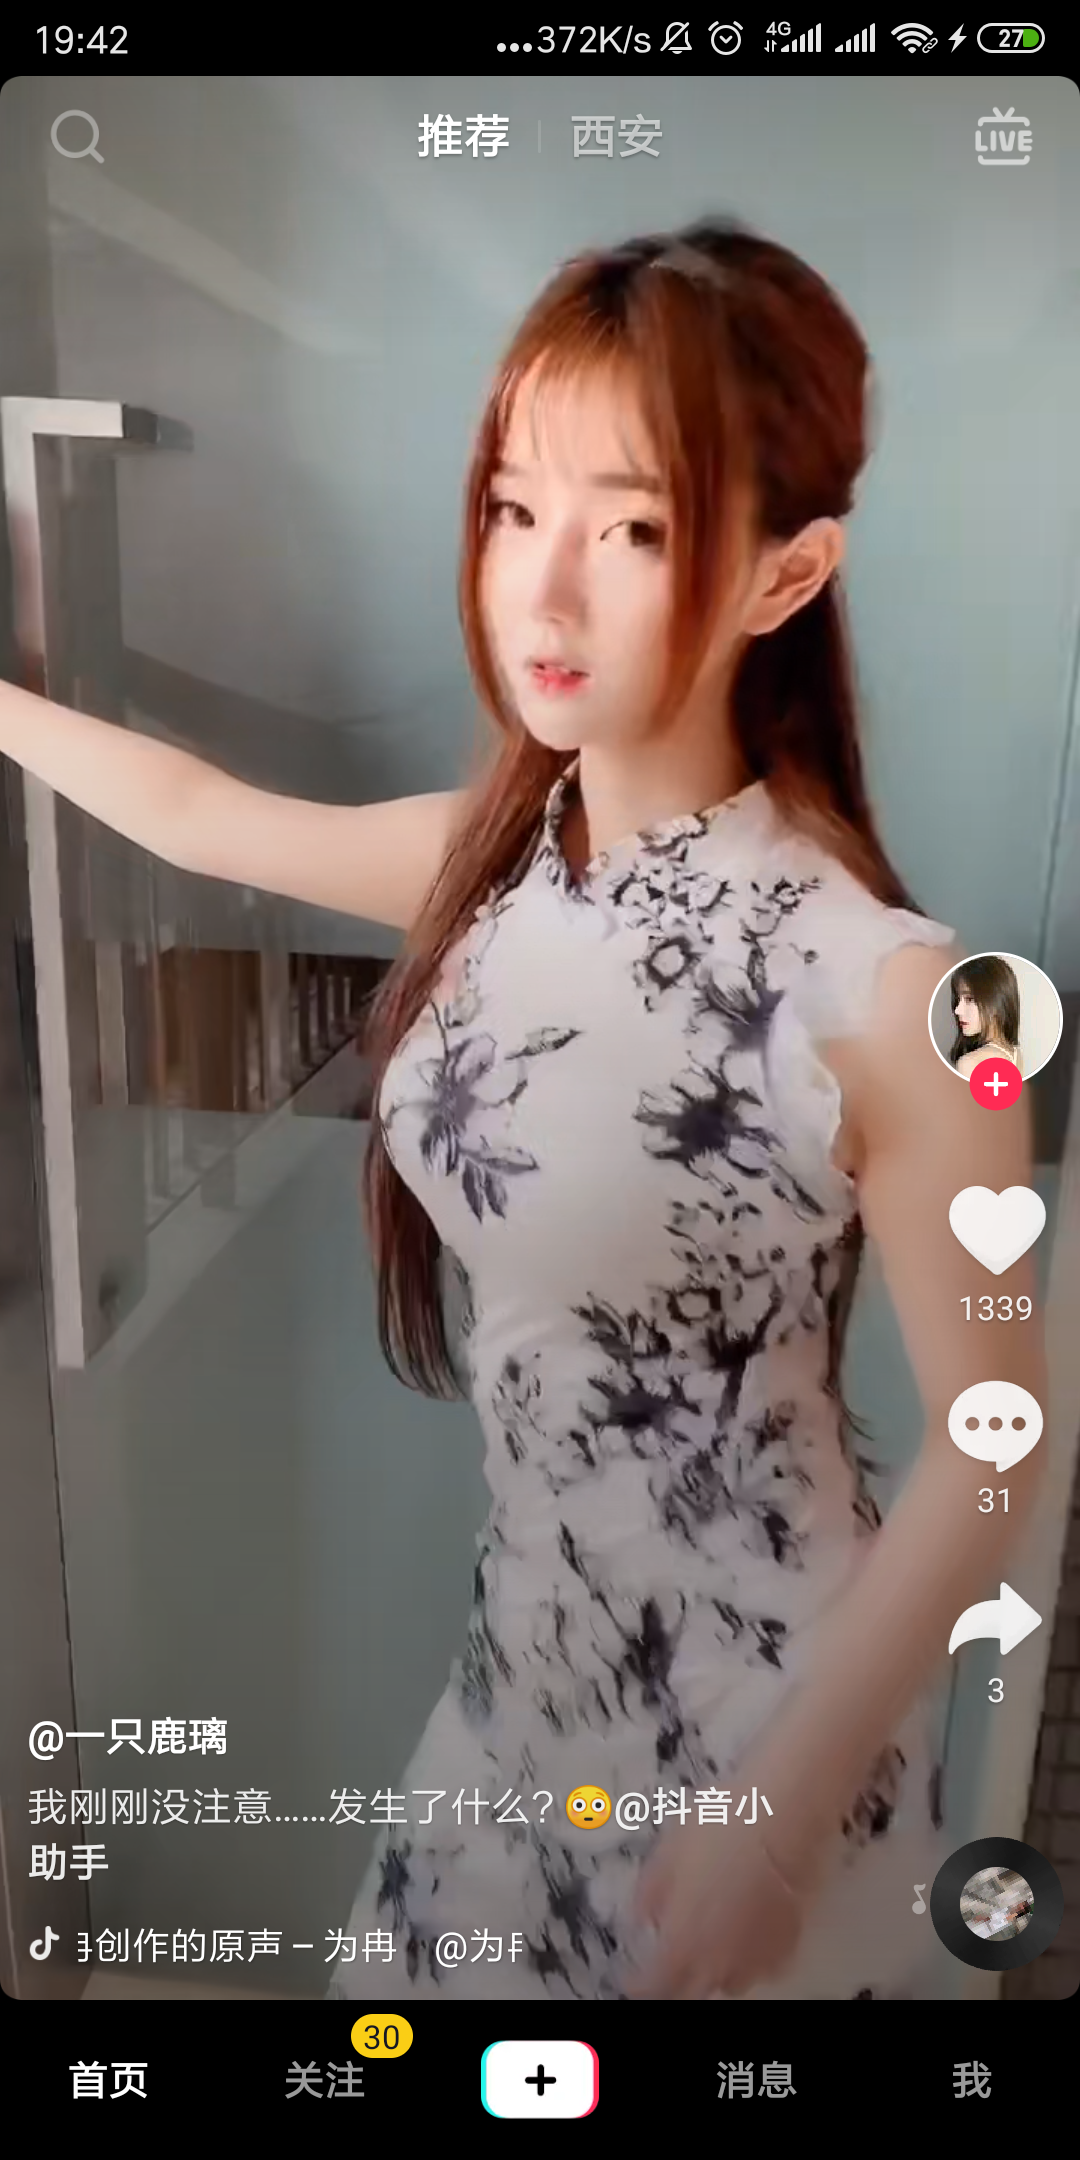 19:42
...372K/s 4G 27
推荐 西安 LIVE
1339
31
3
@一只鹿璃
我刚刚没注意......发生了什么?😳@抖音小
助手
创作的原声 – 为冉 @为
30
首页 关注 消息 我